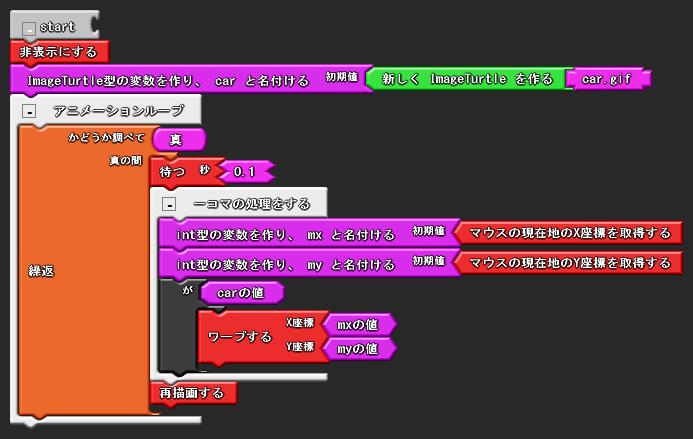 start
非表示にする
ImageTurtle型の変数を作り、 car と名付ける 初期値 新しく ImageTurtle を作る car.gif
アニメーションループ
かどうか調べて 真
真の間
待つ 秒 0.1
一コマの処理をする
int型の変数を作り、 mx と名付ける 初期値 マウスの現在地のX座標を取得する
int型の変数を作り、 my と名付ける 初期値 マウスの現在地のY座標を取得する
繰返
が carの値
ワープする X座標 mxの値
Y座標 myの値
再描画する